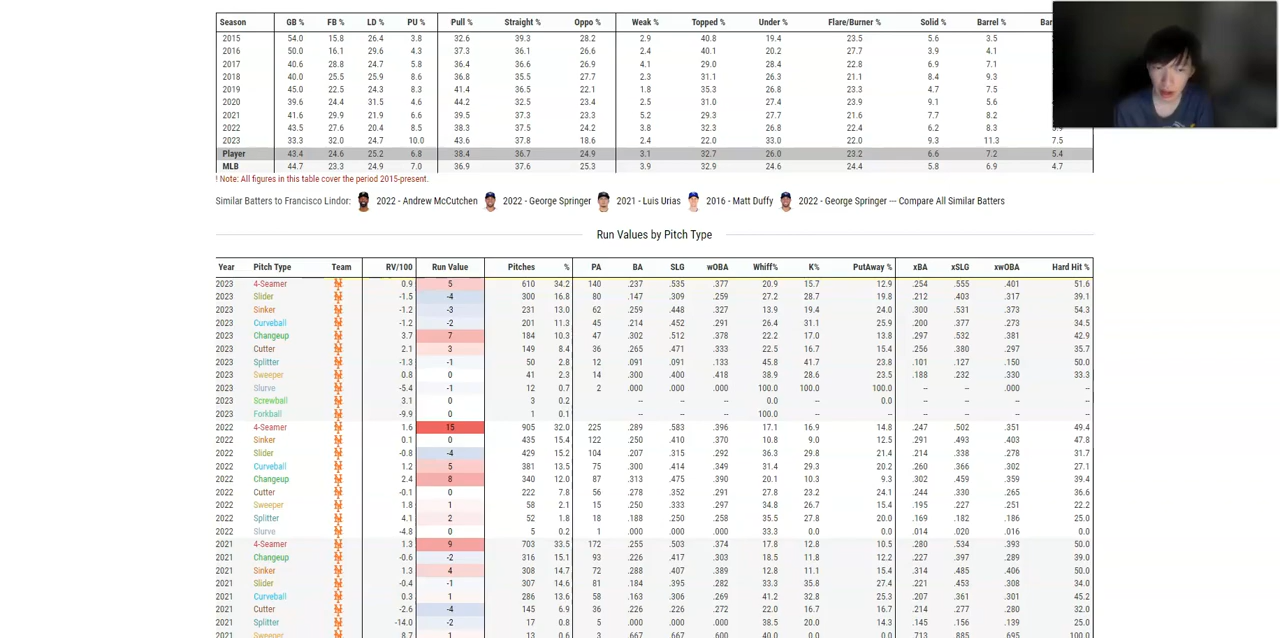 Season GB % FB % LD % PU % Pull % Straight % Oppo % Weak % Topped % Under % Flare/Burner % Solid % Barrel % Bar
2015 54.0 15.8 26.4 3.8 32.6 39.3 28.2 2.9 40.8 19.4 23.5 5.6 3.5
2016 50.0 16.1 29.6 4.3 37.3 36.1 26.6 2.4 40.1 20.2 27.7 3.9 4.1
2017 40.6 28.8 24.7 5.8 36.4 36.6 26.9 4.1 29.0 28.4 22.8 6.9 7.1
2018 40.0 25.5 25.9 8.6 36.8 35.5 27.7 2.3 31.1 26.3 21.1 8.4 9.3
2019 45.0 22.5 24.3 8.3 41.4 36.5 22.1 1.8 35.3 26.8 23.3 4.7 7.5
2020 39.6 24.4 31.5 4.6 44.2 32.5 23.4 2.5 31.0 27.4 23.9 9.1 5.6
2021 41.6 29.9 21.9 6.6 39.5 37.3 23.3 5.2 29.3 27.7 21.6 7.7 8.2
2022 43.5 27.6 20.4 8.5 38.3 37.5 24.2 3.8 32.3 26.8 22.4 6.2 8.3 5.9
2023 33.3 32.0 24.7 10.0 43.6 37.8 18.6 2.4 22.0 33.0 22.0 9.3 11.3 7.5
Player 43.4 24.6 25.2 6.8 38.4 36.7 24.9 3.1 32.7 26.0 23.2 6.6 7.2 5.4
MLB 44.7 23.3 24.9 7.0 36.9 37.6 25.3 3.9 32.9 24.6 24.4 5.8 6.9 4.7
! Note: All figures in this table cover the period 2015-present.
Similar Batters to Francisco Lindor: 2022 - Andrew McCutchen 2022 - George Springer 2021 - Luis Urias 2016 - Matt Duffy 2022 - George Springer --- Compare All Similar Batters
Run Values by Pitch Type
Year Pitch Type Team RV/100 Run Value Pitches % PA BA SLG wOBA Whiff% K% PutAway % xBA xSLG xwOBA Hard Hit %
2023 4-Seamer 0.9 5 610 34.2 140 .237 .535 .377 20.9 15.7 12.9 .254 .555 .401 51.6
2023 Slider -1.5 -4 300 16.8 80 .147 .309 .259 27.2 28.7 19.8 .212 .403 .317 39.1
2023 Sinker -1.2 -3 231 13.0 62 .259 .448 .327 13.9 19.4 24.0 .300 .531 .373 54.3
2023 Curveball -1.2 -2 201 11.3 45 .214 .452 .291 26.4 31.1 25.9 .200 .377 .273 34.5
2023 Changeup 3.7 7 184 10.3 47 .302 .512 .378 22.2 17.0 13.8 .297 .532 .381 42.9
2023 Cutter 2.1 3 149 8.4 36 .265 .471 .333 22.5 16.7 15.4 .256 .380 .297 35.7
2023 Splitter -1.3 -1 50 2.8 12 .091 .091 .133 45.8 41.7 23.8 .101 .127 .150 50.0
2023 Sweeper 0.8 0 41 2.3 14 .300 .400 .418 38.9 28.6 23.5 .188 .232 .330 33.3
2023 Slurve -5.4 -1 12 0.7 2 .000 .000 .000 100.0 100.0 100.0 -- -- .000 --
2023 Screwball 3.1 0 3 0.2 -- -- -- 0.0 -- 0.0 -- -- -- --
2023 Forkball -9.9 0 1 0.1 -- -- -- 100.0 -- -- -- -- -- --
2022 4-Seamer 1.6 15 905 32.0 225 .289 .583 .396 17.1 16.9 14.8 .247 .502 .351 49.4
2022 Sinker 0.1 0 435 15.4 122 .250 .410 .370 10.8 9.0 12.5 .291 .493 .403 47.8
2022 Slider -0.8 -4 429 15.2 104 .207 .315 .292 36.3 29.8 21.4 .214 .338 .278 31.7
2022 Curveball 1.2 5 381 13.5 75 .300 .414 .349 31.4 29.3 20.2 .260 .366 .302 27.1
2022 Changeup 2.4 8 340 12.0 87 .313 .475 .390 20.1 10.3 9.3 .302 .459 .359 39.4
2022 Cutter -0.1 0 222 7.8 56 .278 .352 .291 27.8 23.2 24.1 .244 .330 .265 36.6
2022 Sweeper 1.8 1 58 2.1 15 .250 .333 .297 34.8 26.7 15.4 .195 .227 .251 22.2
2022 Splitter 4.1 2 52 1.8 18 .188 .250 .258 35.5 27.8 20.0 .169 .182 .186 25.0
2022 Slurve -4.8 0 5 0.2 1 .000 .000 .000 33.3 0.0 0.0 .014 .020 .016 0.0
2021 4-Seamer 1.3 9 703 33.5 172 .255 .503 .374 17.8 12.8 10.5 .280 .534 .393 50.0
2021 Changeup -0.6 -2 316 15.1 93 .226 .417 .303 18.5 11.8 12.2 .227 .397 .289 39.0
2021 Sinker 1.3 4 308 14.7 72 .288 .407 .389 12.8 11.1 15.4 .314 .485 .406 50.0
2021 Slider -0.4 -1 307 14.6 81 .184 .395 .282 33.3 35.8 27.4 .221 .453 .308 34.0
2021 Curveball 0.3 1 286 13.6 58 .163 .306 .269 41.2 32.8 25.3 .207 .361 .301 45.2
2021 Cutter -2.6 -4 145 6.9 36 .226 .226 .272 22.0 16.7 16.7 .214 .277 .280 32.0
2021 Splitter -14.0 -2 17 0.8 5 .000 .000 .000 38.5 20.0 14.3 .145 .156 .139 25.0
2021 Sweeper 8.7 1 13 0.6 3 .667 .667 .600 40.0 0.0 0.0 .713 .885 .695 100.0